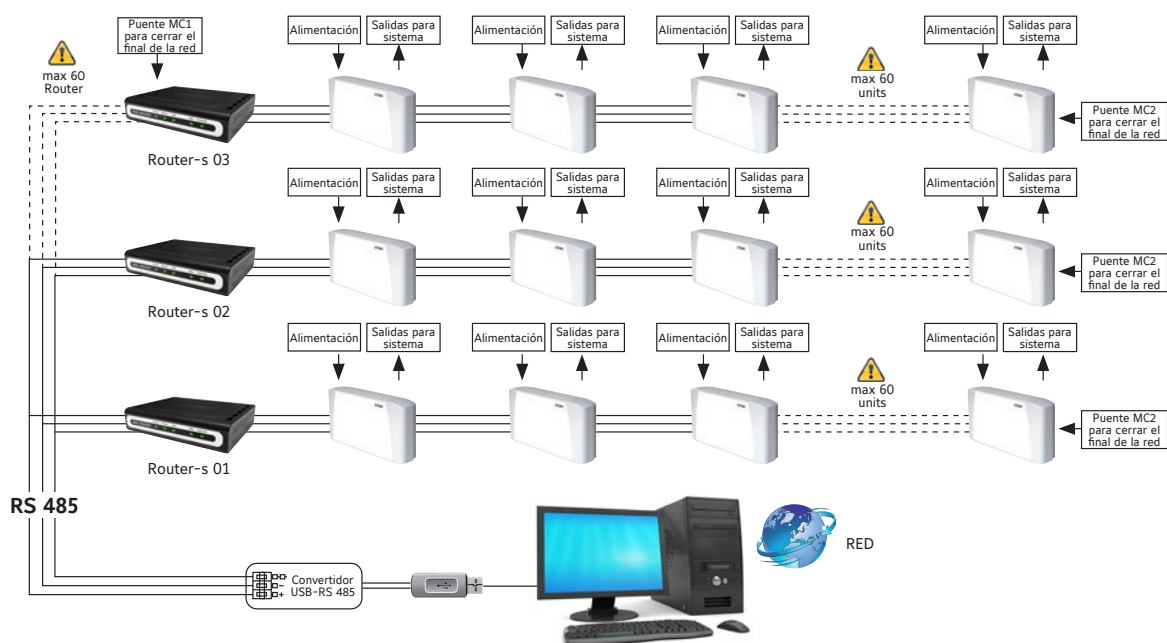 Puente MC1
para cerrar el
final de la red
max 60
Router
Alimentación
Salidas para
sistema
Alimentación
Salidas para
sistema
Alimentación
Salidas para
sistema
max 60
units
Alimentación
Salidas para
sistema
Puente MC2
para cerrar el
final de la red
Router-s 03
Alimentación
Salidas para
sistema
Alimentación
Salidas para
sistema
Alimentación
Salidas para
sistema
max 60
units
Alimentación
Salidas para
sistema
Puente MC2
para cerrar el
final de la red
Router-s 02
Alimentación
Salidas para
sistema
Alimentación
Salidas para
sistema
Alimentación
Salidas para
sistema
max 60
units
Alimentación
Salidas para
sistema
Puente MC2
para cerrar el
final de la red
Router-s 01
RS 485
Convertidor
USB-RS 485
- 
+
RED